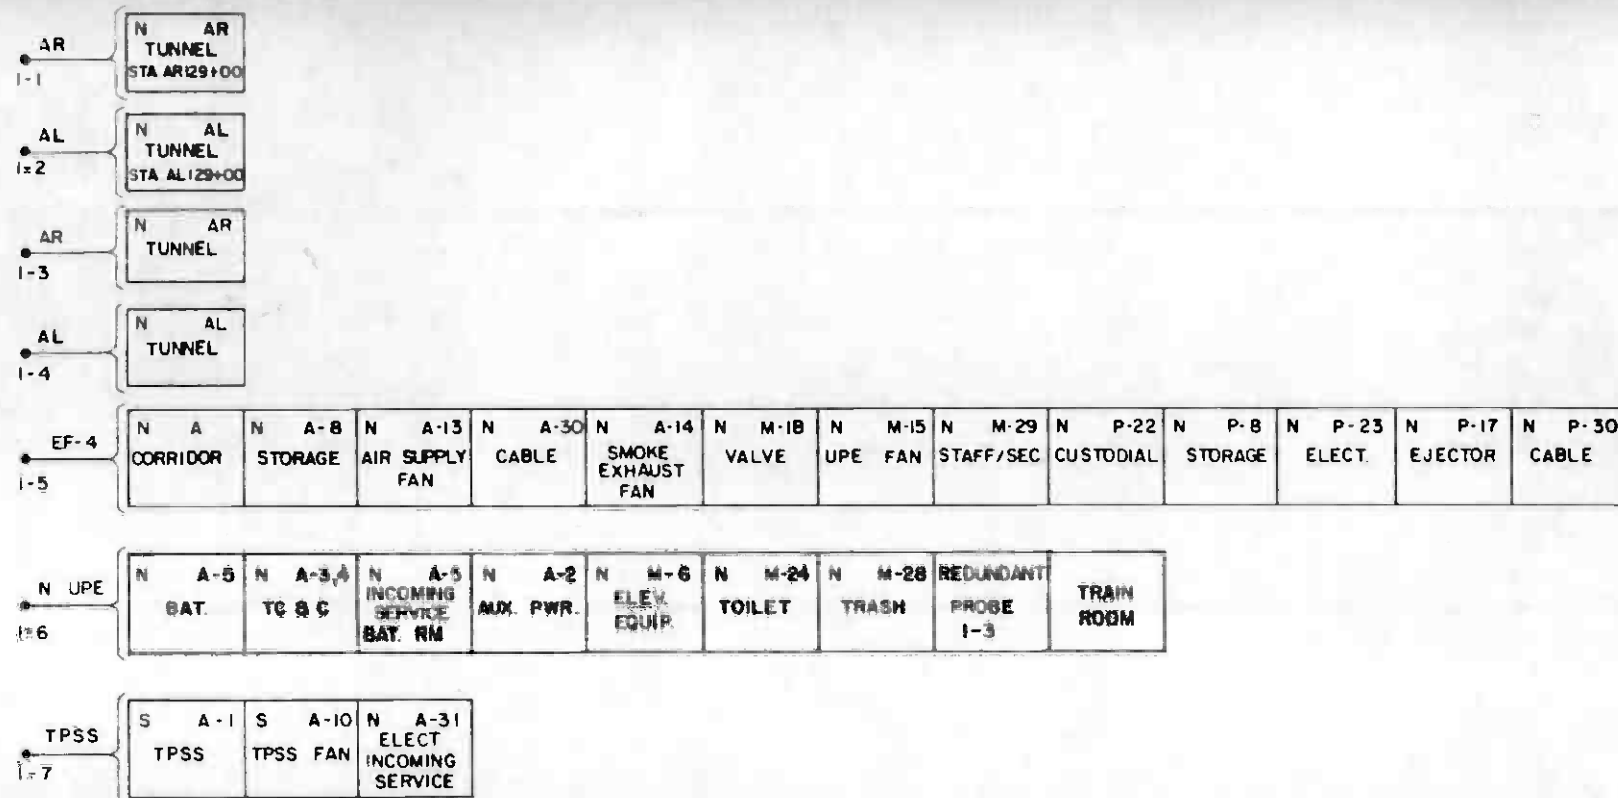 AR
1-1
N AR
TUNNEL
STA AR129+00
AL
1-2
N AL
TUNNEL
STA AL129+00
AR
1-3
N AR
TUNNEL
AL
1-4
N AL
TUNNEL
EF-4
1-5
N A
CORRIDOR
N A-8
STORAGE
N A-13
AIR SUPPLY
FAN
N A-30
CABLE
N A-14
SMOKE
EXHAUST
FAN
N M-18
VALVE
N M-15
UPE FAN
N M-29
STAFF/SEC
N P-22
CUSTODIAL
N P-8
STORAGE
N P-23
ELECT.
N P-17
EJECTOR
N P-30
CABLE
N UPE
1-6
N A-5
BAT.
N A-3,4
TC & C
N A-5
INCOMING
SERVICE
BAT. RM
N A-2
AUX. PWR.
N M-6
ELEV.
EQUIP.
N M-24
TOILET
N M-28
TRASH
REDUNDANT
PROBE
1-3
TRAIN
ROOM
TPSS
1-7
S A-1
TPSS
S A-10
TPSS FAN
N A-31
ELECT
INCOMING
SERVICE